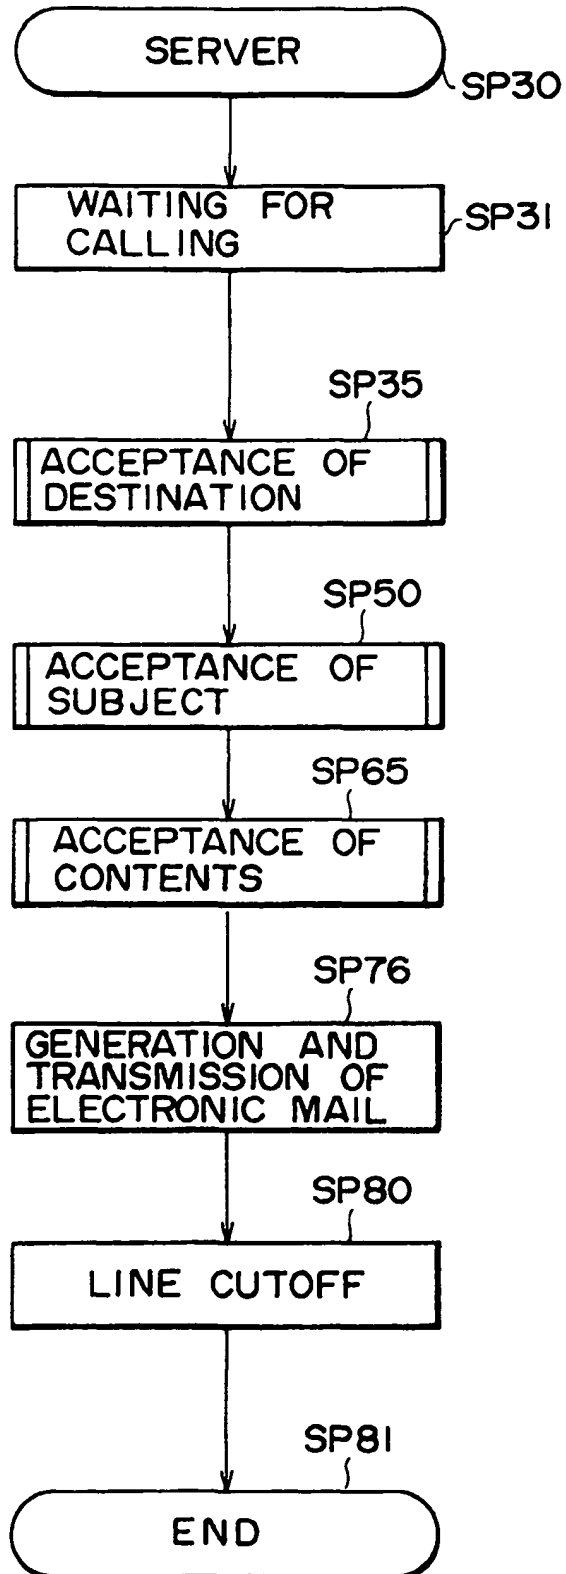 SERVER
SP30
WAITING FOR
CALLING
SP31
SP35
ACCEPTANCE OF
DESTINATION
SP50
ACCEPTANCE OF
SUBJECT
SP65
ACCEPTANCE OF
CONTENTS
SP76
GENERATION AND
TRANSMISSION OF
ELECTRONIC MAIL
SP80
LINE CUTOFF
SP81
END